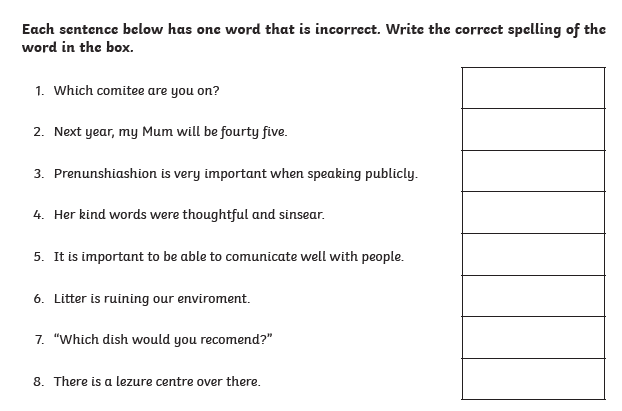 Each sentence below has one word that is incorrect. Write the correct spelling of the
word in the box.
1. Which comitee are you on?
2. Next year, my Mum will be fourty five.
3. Prenunshiashion is very important when speaking publicly.
4. Her kind words were thoughtful and sinsear.
5. It is important to be able to comunicate well with people.
6. Litter is ruining our enviroment.
7. “Which dish would you recomend?”
8. There is a lezure centre over there.